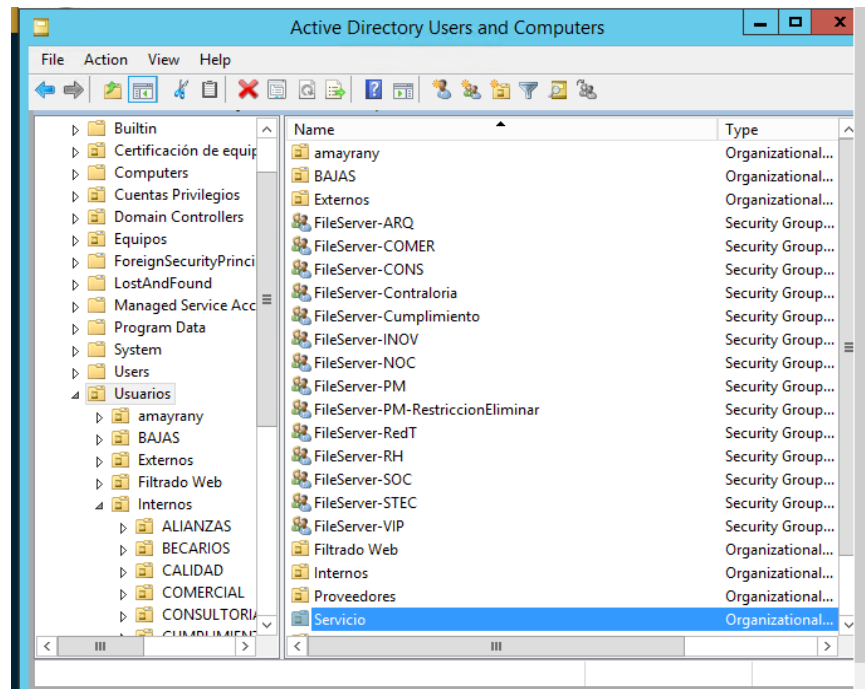 Active Directory Users and Computers
File Action View Help
Builtin
Certificación de equip
Computers
Cuentas Privilegios
Domain Controllers
Equipos
ForeignSecurityPrinci
LostAndFound
Managed Service Acc
Program Data
System
Users
Usuarios
amayrany
BAJAS
Externos
Filtrado Web
Internos
ALIANZAS
BECARIOS
CALIDAD
COMERCIAL
CONSULTORIA
Name Type
amayrany Organizational...
BAJAS Organizational...
Externos Organizational...
FileServer-ARQ Security Group...
FileServer-COMER Security Group...
FileServer-CONS Security Group...
FileServer-Contraloria Security Group...
FileServer-Cumplimiento Security Group...
FileServer-INOV Security Group...
FileServer-NOC Security Group...
FileServer-PM Security Group...
FileServer-PM-RestriccionEliminar Security Group...
FileServer-RedT Security Group...
FileServer-RH Security Group...
FileServer-SOC Security Group...
FileServer-STEC Security Group...
FileServer-VIP Security Group...
Filtrado Web Organizational...
Internos Organizational...
Proveedores Organizational...
Servicio Organizational...